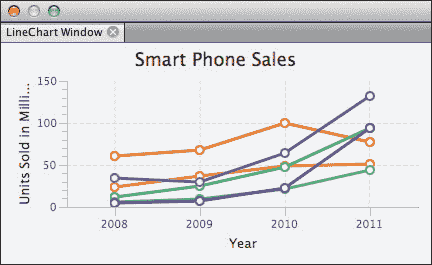 LineChart Window
Smart Phone Sales
Units Sold in Milli...
150
100
50
0
2008
2009
2010
2011
Year